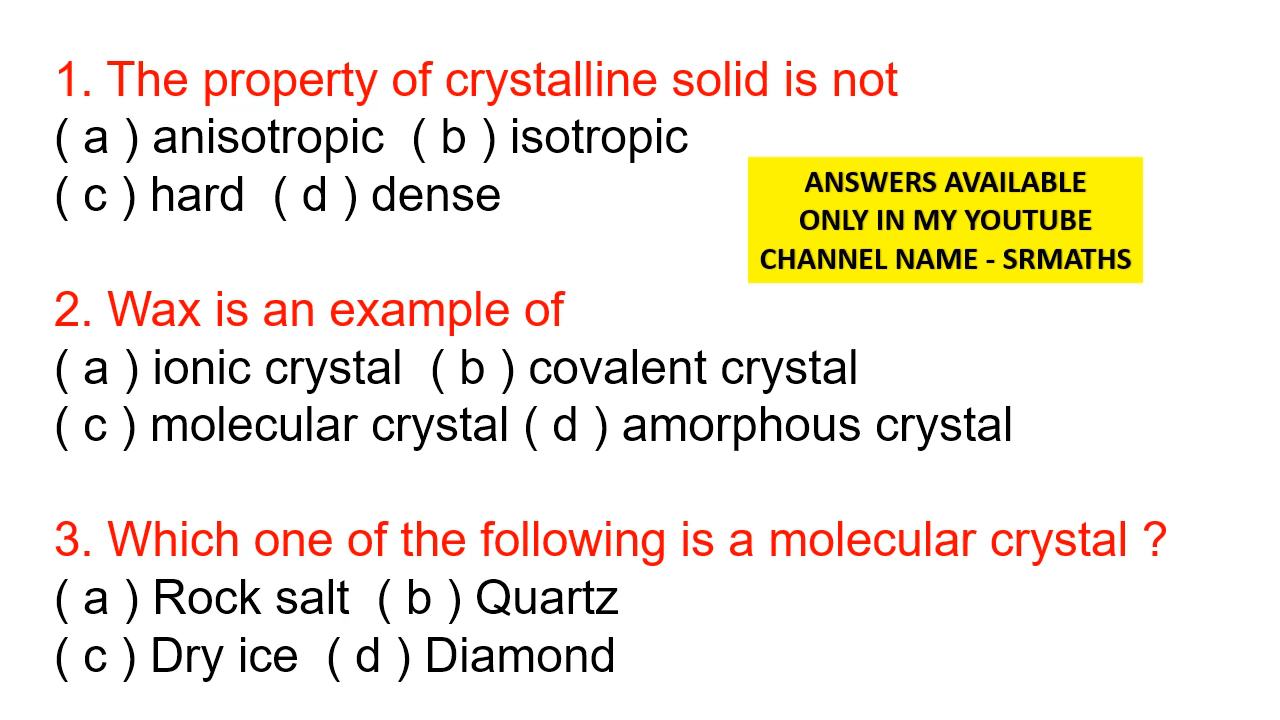 1. The property of crystalline solid is not
( a ) anisotropic ( b ) isotropic
( c ) hard ( d ) dense
ANSWERS AVAILABLE
ONLY IN MY YOUTUBE
CHANNEL NAME - SRMATHS
2. Wax is an example of
( a ) ionic crystal ( b ) covalent crystal
( c ) molecular crystal ( d ) amorphous crystal
3. Which one of the following is a molecular crystal ?
( a ) Rock salt ( b ) Quartz
( c ) Dry ice ( d ) Diamond